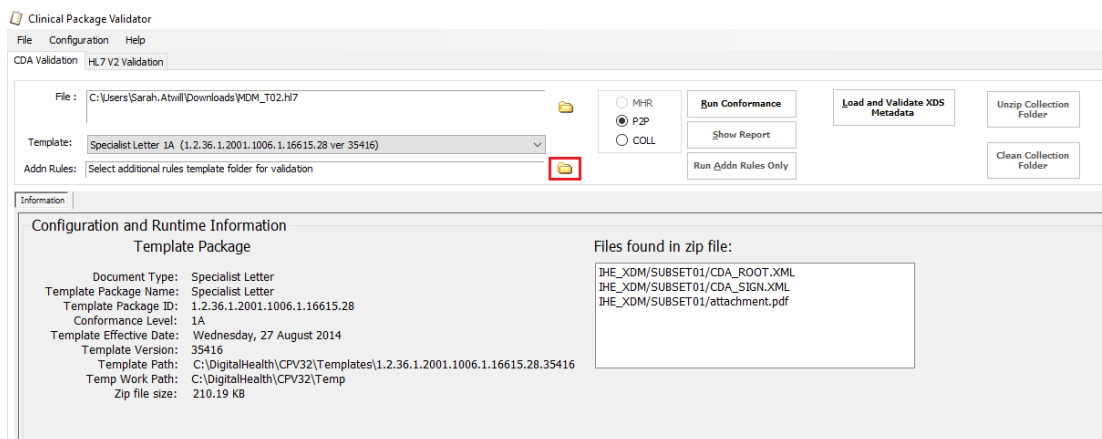 Clinical Package Validator
File Configuration Help
CDA Validation HL7 V2 Validation
File : C:\Users\Sarah.Atwill\Downloads\MDM_T02.hl7
MHR
P2P
COLL
Run Conformance
Show Report
Run Addn Rules Only
Load and Validate XDS
Metadata
Unzip Collection
Folder
Clean Collection
Folder
Template: Specialist Letter 1A (1.2.36.1.2001.1006.1.16615.28 ver 35416)
Addn Rules: Select additional rules template folder for validation
Information
Configuration and Runtime Information
Template Package
Document Type: Specialist Letter
Template Package Name: Specialist Letter
Template Package ID: 1.2.36.1.2001.1006.1.16615.28
Conformance Level: 1A
Template Effective Date: Wednesday, 27 August 2014
Template Version: 35416
Template Path: C:\DigitalHealth\CPV32\Templates\1.2.36.1.2001.1006.1.16615.28.35416
Temp Work Path: C:\DigitalHealth\CPV32\Temp
Zip file size: 210.19 KB
Files found in zip file:
IHE_XDM/SUBSET01/CDA_ROOT.XML
IHE_XDM/SUBSET01/CDA_SIGN.XML
IHE_XDM/SUBSET01/attachment.pdf